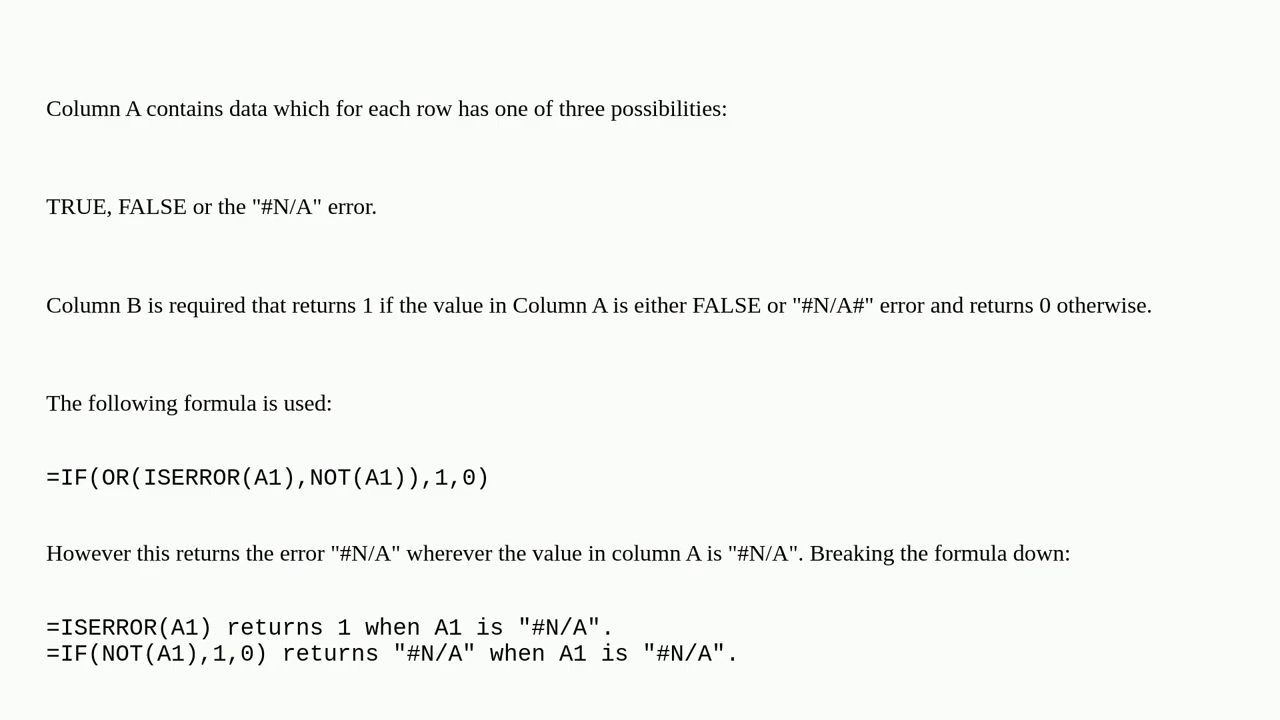 Column A contains data which for each row has one of three possibilities:
TRUE, FALSE or the "#N/A" error.
Column B is required that returns 1 if the value in Column A is either FALSE or "#N/A#" error and returns 0 otherwise.
The following formula is used:
=IF(OR(ISERROR(A1),NOT(A1)),1,0)
However this returns the error "#N/A" wherever the value in column A is "#N/A". Breaking the formula down:
=ISERROR(A1) returns 1 when A1 is "#N/A".
=IF(NOT(A1),1,0) returns "#N/A" when A1 is "#N/A".